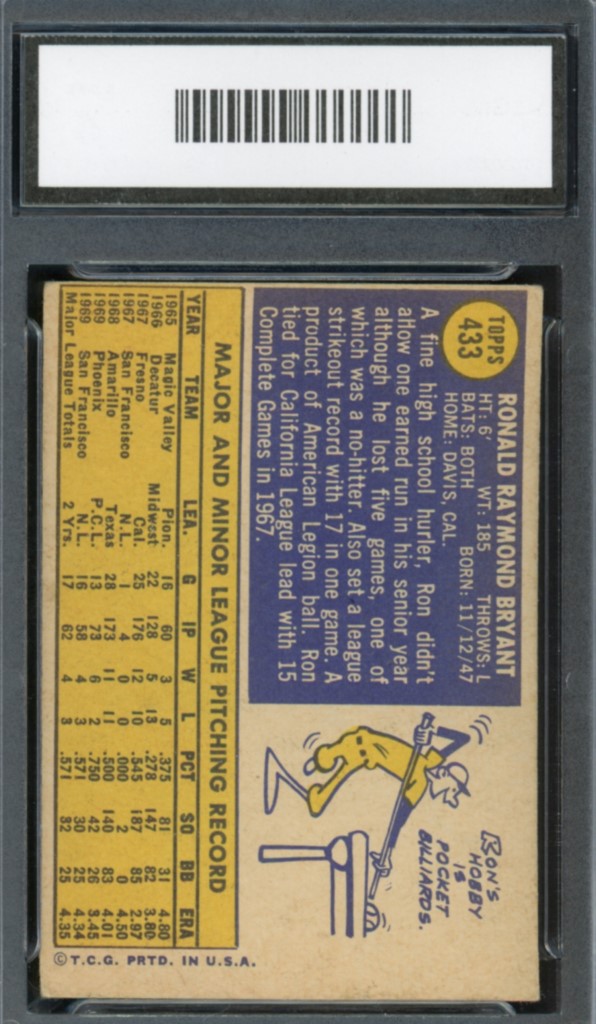 TOPPS
433
RONALD RAYMOND BRYANT
HT: 6' WT: 185 THROWS: L
BATS: BOTH BORN: 11/12/47
HOME: DAVIS, CAL.
A fine high school hurler, Ron didn't
allow one earned run in his senior year
although he lost five games, one of
which was a no-hitter. Also set a league
strikeout record with 17 in one game. A
product of American Legion ball. Ron
tied for California League lead with 15
Complete Games in 1967.
RON'S
HOBBY
IS
POCKET
BILLIARDS.
MAJOR AND MINOR LEAGUE PITCHING RECORD
YEAR TEAM LEA. G IP W L PCT SO BB ERA
1965 Magic Valley Pion. 16 60 3 5 .375 81 31 4.80
1966 Decatur Midwest 22 128 5 13 .278 147 82 3.80
1967 Fresno Cal. 25 176 12 10 .545 187 85 2.97
1967 San Francisco N.L. 1 4 0 0 .000 2 0 4.50
1968 Amarillo Texas 28 173 11 11 .500 140 83 4.01
1969 Phoenix P.C.L. 13 73 6 2 .750 42 26 3.45
1969 San Francisco N.L. 16 58 4 3 .571 30 25 4.34
Major League Totals 2 Yrs. 17 62 4 3 .571 32 25 4.35
© T.C.G. PRTD. IN U.S.A.